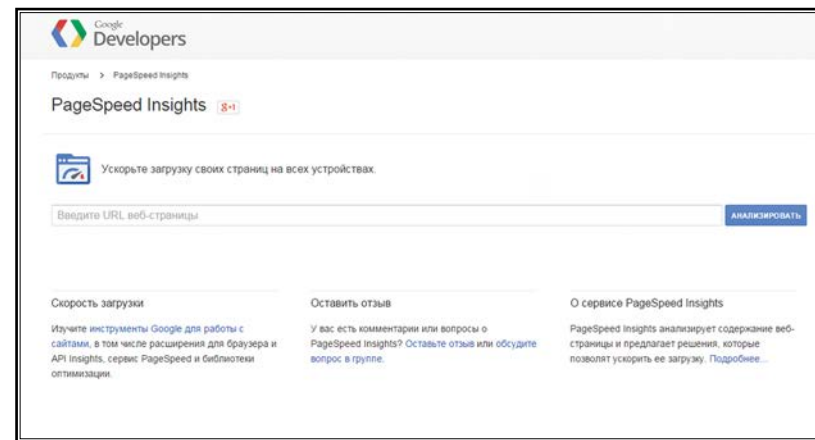 Google
Developers
Продукты > PageSpeed Insights
PageSpeed Insights g+1
Ускорьте загрузку своих страниц на всех устройствах.
Введите URL веб-страницы
АНАЛИЗИРОВАТЬ
Скорость загрузки
Изучите инструменты Google для работы с
сайтами, в том числе расширения для браузера и
API Insights, сервис PageSpeed и библиотеки
оптимизации.
Оставить отзыв
У вас есть комментарии или вопросы о
PageSpeed Insights? Оставьте отзыв или обсудите
вопрос в группе.
О сервисе PageSpeed Insights
PageSpeed Insights анализирует содержание веб-
страницы и предлагает решения, которые
позволят ускорить ее загрузку. Подробнее...